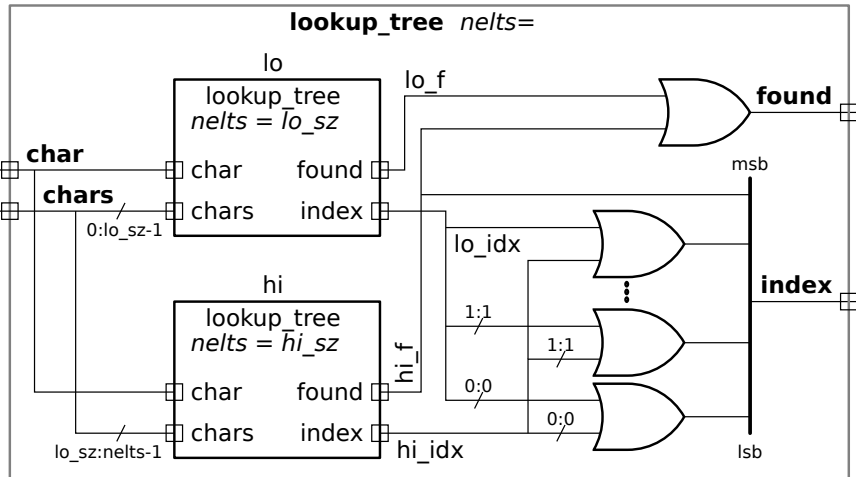 lookup_tree nelts=
lo
lookup_tree
nelts = lo_sz
char found
chars index
lo_f
found
char
chars
0:lo_sz-1
msb
lo_idx
index
hi
lookup_tree
nelts = hi_sz
char found
chars index
hi_f
1:1
1:1
0:0
0:0
lo_sz:nelts-1
hi_idx
lsb